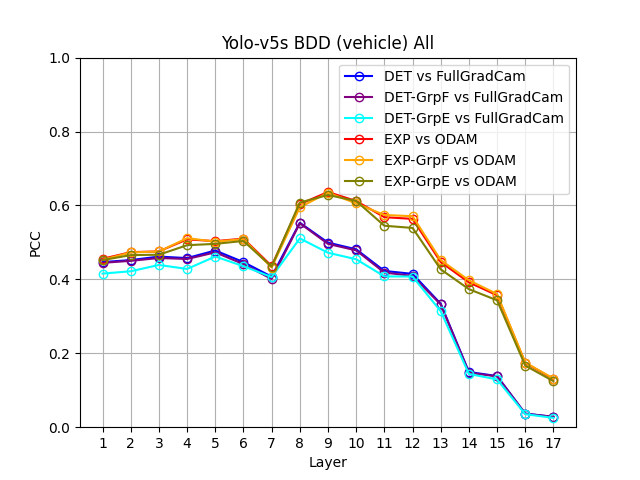 Yolo-v5s BDD (vehicle) All
PCC
1.0
0.8
0.6
0.4
0.2
0.0
DET vs FullGradCam
DET-GrpF vs FullGradCam
DET-GrpE vs FullGradCam
EXP vs ODAM
EXP-GrpF vs ODAM
EXP-GrpE vs ODAM
1 2 3 4 5 6 7 8 9 10 11 12 13 14 15 16 17
Layer